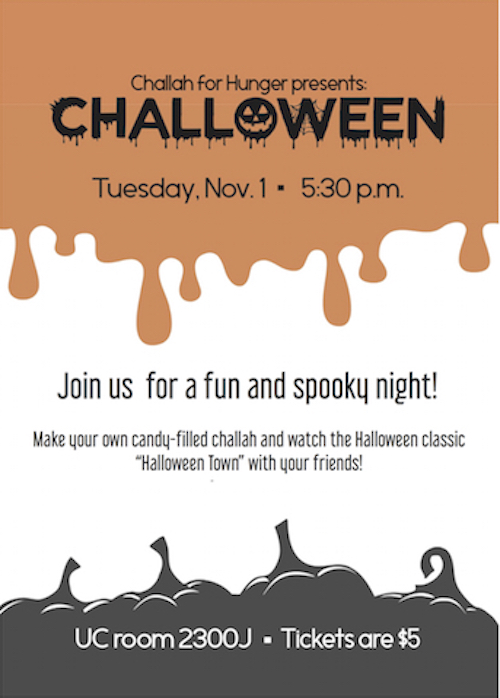 Challah for Hunger presents:
CHALLOWEEN
Tuesday, Nov. 1 ▪ 5:30 p.m.
Join us for a fun and spooky night!
Make your own candy-filled challah and watch the Halloween classic
“Halloween Town” with your friends!
UC room 2300J ▪ Tickets are $5